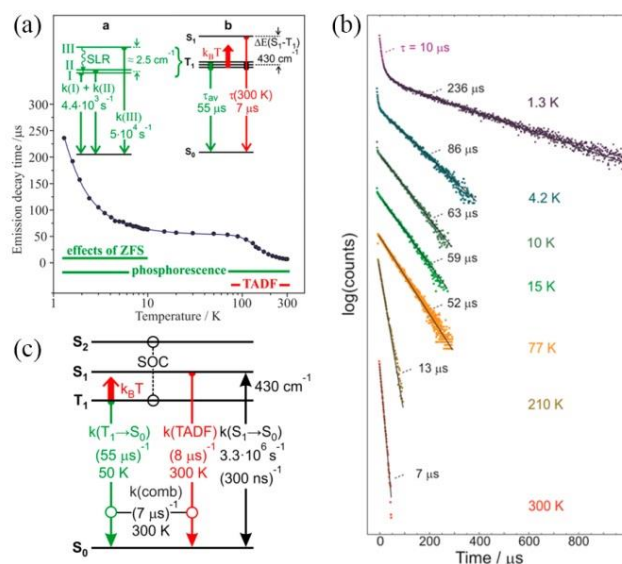 (a)
a
III
SLR
II
I
≈ 2.5 cm⁻¹
k(I) + k(II)
4.4·10³ s⁻¹
k(III)
5·10⁴ s⁻¹
b
S₁
ΔE(S₁-T₁)
430 cm⁻¹
T₁
k_BT
τ_av
55 μs
τ(300 K)
7 μs
S₀
Emission decay time /μs
300
250
200
150
100
50
0
effects of ZFS
phosphorescence
TADF
1
10
100
300
Temperature / K
(b)
τ = 10 μs
236 μs
1.3 K
86 μs
4.2 K
63 μs
10 K
59 μs
15 K
52 μs
77 K
13 μs
210 K
7 μs
300 K
log(counts)
0
200
400
600
800
Time / μs
(c)
S₂
SOC
S₁
k_BT
T₁
430 cm⁻¹
k(T₁→S₀)
(55 μs)⁻¹
50 K
k(TADF)
(8 μs)⁻¹
300 K
k(S₁→S₀)
3.3·10⁶ s⁻¹
(300 ns)⁻¹
k(comb)
(7 μs)⁻¹
300 K
S₀